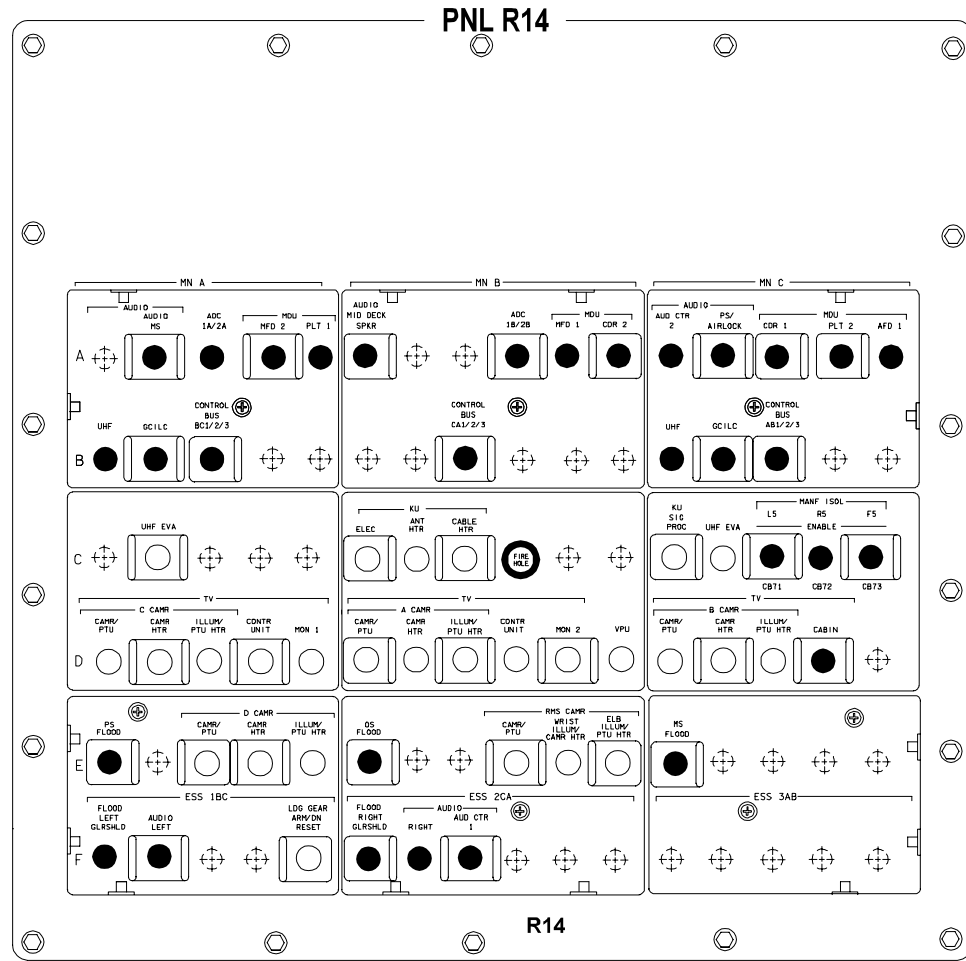 PNL R14
MN A
MN B
MN C
AUDIO
AUDIO
MS
ADC
1A/2A
MDU
MFD 2
PLT 1
AUDIO
MID DECK
SPKR
ADC
1B/2B
MDU
MFD 1
CDR 2
AUDIO
AUD CTR
2
PS/
AIRLOCK
MDU
CDR 1
PLT 2
AFD 1
A
UHF
GCILC
CONTROL
BUS
BC1/2/3
CONTROL
BUS
CA1/2/3
UHF
GCILC
CONTROL
BUS
AB1/2/3
B
UHF EVA
KU
ELEC
ANT
HTR
CABLE
HTR
FIRE
HOLE
KU
SIG
PROC
UHF EVA
MANF ISOL
L5
R5
F5
ENABLE
CB71
CB72
CB73
C
TV
C CAMR
CAMR/
PTU
CAMR
HTR
ILLUM/
PTU HTR
CONTR
UNIT
MON 1
TV
A CAMR
CAMR/
PTU
CAMR
HTR
ILLUM/
PTU HTR
CONTR
UNIT
MON 2
VPU
TV
B CAMR
CAMR/
PTU
CAMR
HTR
ILLUM/
PTU HTR
CABIN
D
PS
FLOOD
D CAMR
CAMR/
PTU
CAMR
HTR
ILLUM/
PTU HTR
OS
FLOOD
RMS CAMR
CAMR/
PTU
WRIST
ILLUM/
CAMR HTR
ELB
ILLUM/
PTU HTR
MS
FLOOD
E
ESS 1BC
FLOOD
LEFT
GLRSHLD
AUDIO
LEFT
LDG GEAR
ARM/DN
RESET
ESS 2CA
FLOOD
RIGHT
GLRSHLD
AUDIO
RIGHT
AUD CTR
1
ESS 3AB
F
R14